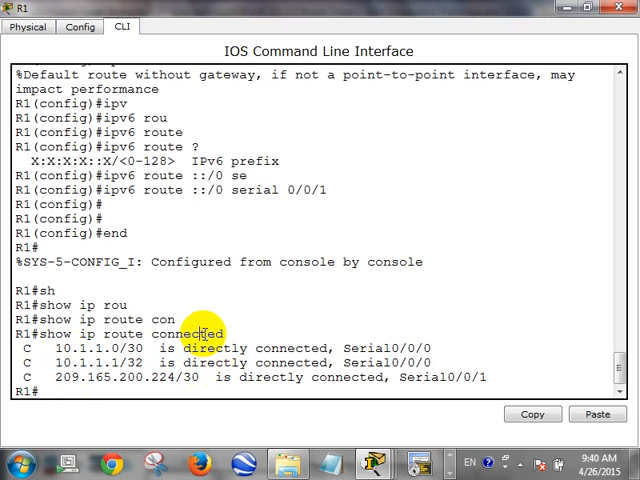 R1
Physical Config CLI
IOS Command Line Interface
%Default route without gateway, if not a point-to-point interface, may
impact performance
R1(config)#ipv
R1(config)#ipv6 rou
R1(config)#ipv6 route
R1(config)#ipv6 route ?
X:X:X:X::X/<0-128> IPv6 prefix
R1(config)#ipv6 route ::/0 se
R1(config)#ipv6 route ::/0 serial 0/0/1
R1(config)#
R1(config)#
R1(config)#end
R1#
%SYS-5-CONFIG_I: Configured from console by console
R1#sh
R1#show ip rou
R1#show ip route con
R1#show ip route connected
C 10.1.1.0/30 is directly connected, Serial0/0/0
C 10.1.1.1/32 is directly connected, Serial0/0/0
C 209.165.200.224/30 is directly connected, Serial0/0/1
R1#
Copy Paste
EN
9:40 AM
4/26/2015